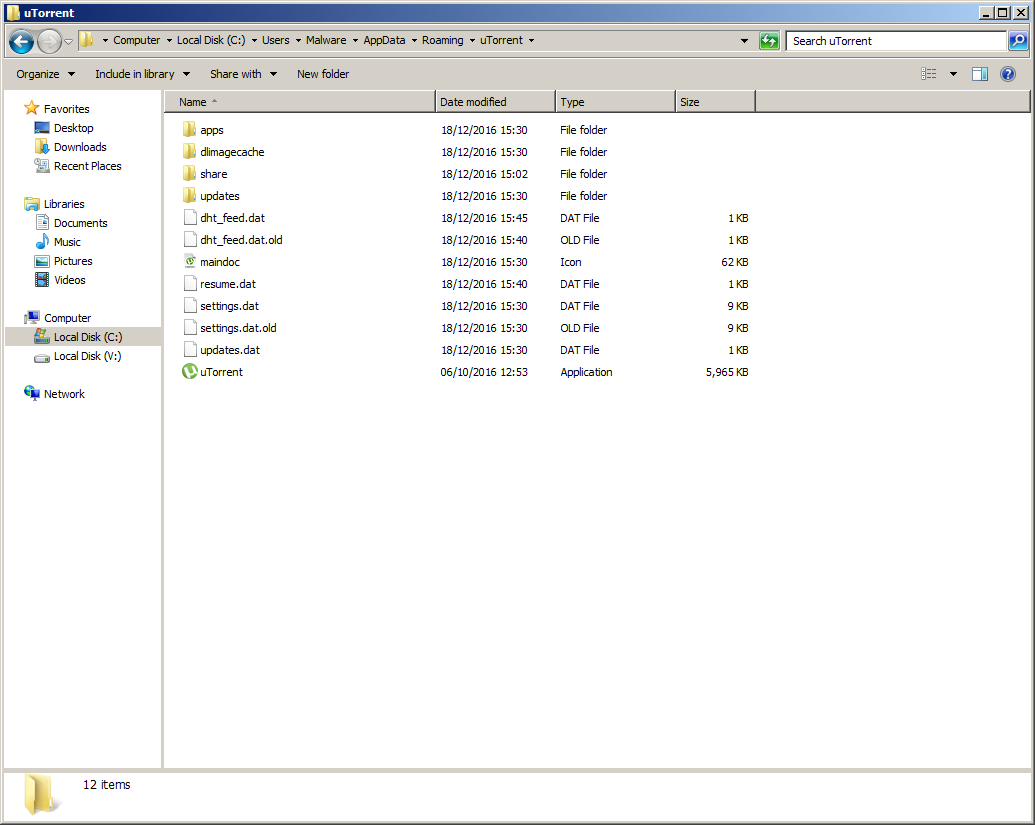 uTorrent
Computer Local Disk (C:) Users Malware AppData Roaming uTorrent Search uTorrent
Organize Include in library Share with New folder
Favorites
Desktop
Downloads
Recent Places
Libraries
Documents
Music
Pictures
Videos
Computer
Local Disk (C:)
Local Disk (V:)
Network
Name Date modified Type Size
apps 18/12/2016 15:30 File folder
dlimagecache 18/12/2016 15:30 File folder
share 18/12/2016 15:02 File folder
updates 18/12/2016 15:30 File folder
dht_feed.dat 18/12/2016 15:45 DAT File 1 KB
dht_feed.dat.old 18/12/2016 15:40 OLD File 1 KB
maindoc 18/12/2016 15:30 Icon 62 KB
resume.dat 18/12/2016 15:40 DAT File 1 KB
settings.dat 18/12/2016 15:30 DAT File 9 KB
settings.dat.old 18/12/2016 15:30 OLD File 9 KB
updates.dat 18/12/2016 15:30 DAT File 1 KB
uTorrent 06/10/2016 12:53 Application 5,965 KB
12 items